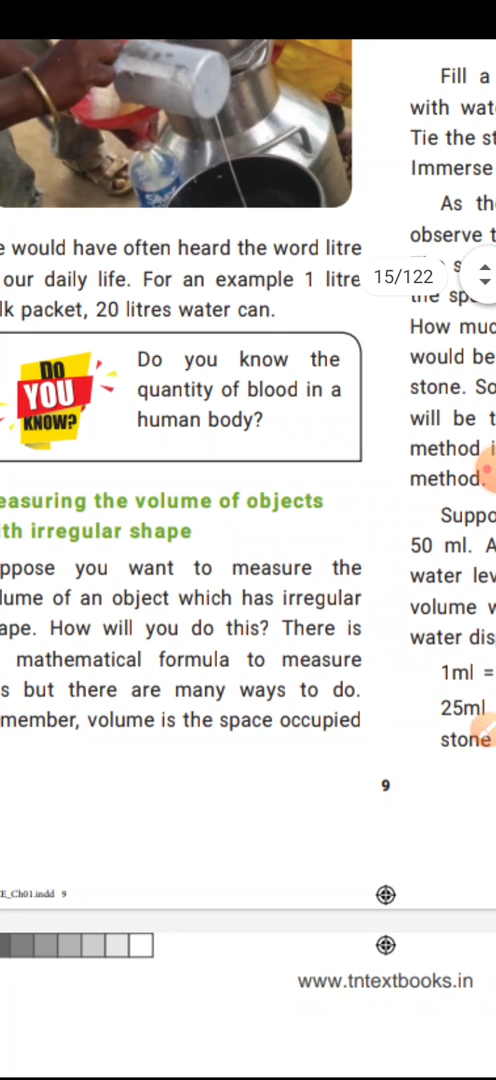 e would have often heard the word litre
our daily life. For an example 1 litre
lk packet, 20 litres water can.
DO
YOU
KNOW?
Do you know the
quantity of blood in a
human body?
easuring the volume of objects
th irregular shape
ppose you want to measure the
lume of an object which has irregular
ape. How will you do this? There is
mathematical formula to measure
s but there are many ways to do.
member, volume is the space occupied
Fill a
with wat
Tie the st
Immerse
As the
observe t
15/122
the sp
How muc
would be
stone. So
will be t
method i
method.
Suppo
50 ml. A
water lev
volume w
water dis
1ml =
25ml
stone
9
E_Ch01.indd 9
www.tntextbooks.in